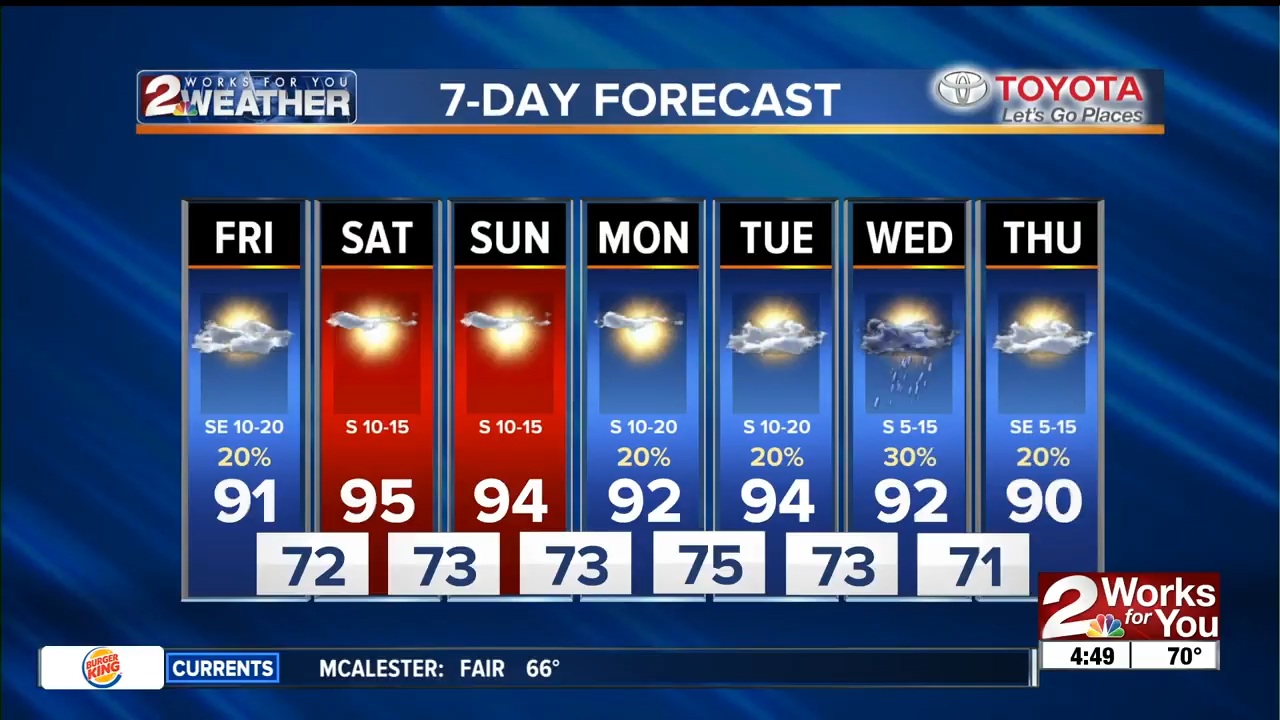 2 WORKS FOR YOU
WEATHER
7-DAY FORECAST
TOYOTA
Let's Go Places
FRI SAT SUN MON TUE WED THU
SE 10-20 S 10-15 S 10-15 S 10-20 S 10-20 S 5-15 SE 5-15
20% 20% 20% 30% 20%
91 95 94 92 94 92 90
72 73 73 75 73 71
2 Works
for You
4:49 70°
BURGER
KING
CURRENTS MCALESTER: FAIR 66°